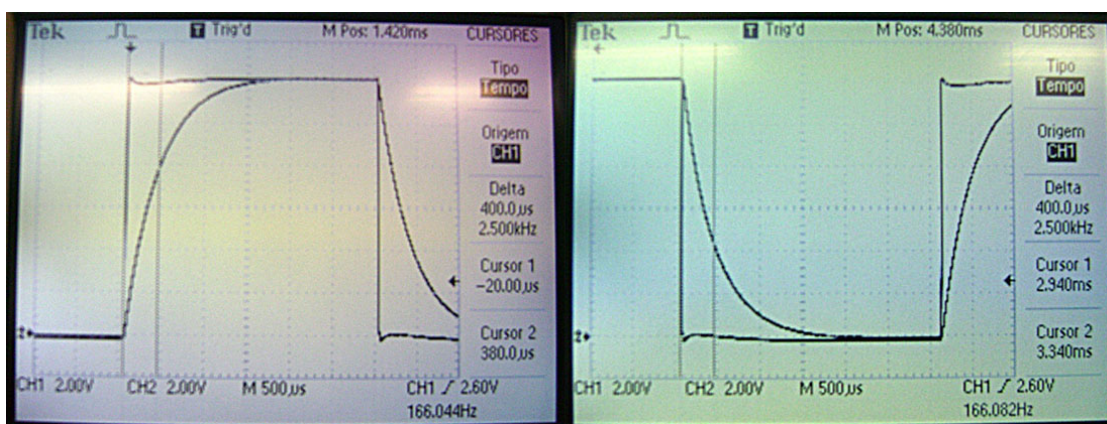 Tek
T Trig'd
M Pos: 1.420ms
CURSORES
Tipo
Tempo
Origem
CH1
Delta
400.0µs
2.500kHz
Cursor 1
-20.00µs
Cursor 2
380.0µs
2
CH1 2.00V
CH2 2.00V
M 500µs
CH1 2.60V
166.044Hz
Tek
T Trig'd
M Pos: 4.380ms
CURSORES
Tipo
Tempo
Origem
CH1
Delta
400.0µs
2.500kHz
Cursor 1
2.940ms
Cursor 2
3.340ms
2
CH1 2.00V
CH2 2.00V
M 500µs
CH1 2.60V
166.082Hz